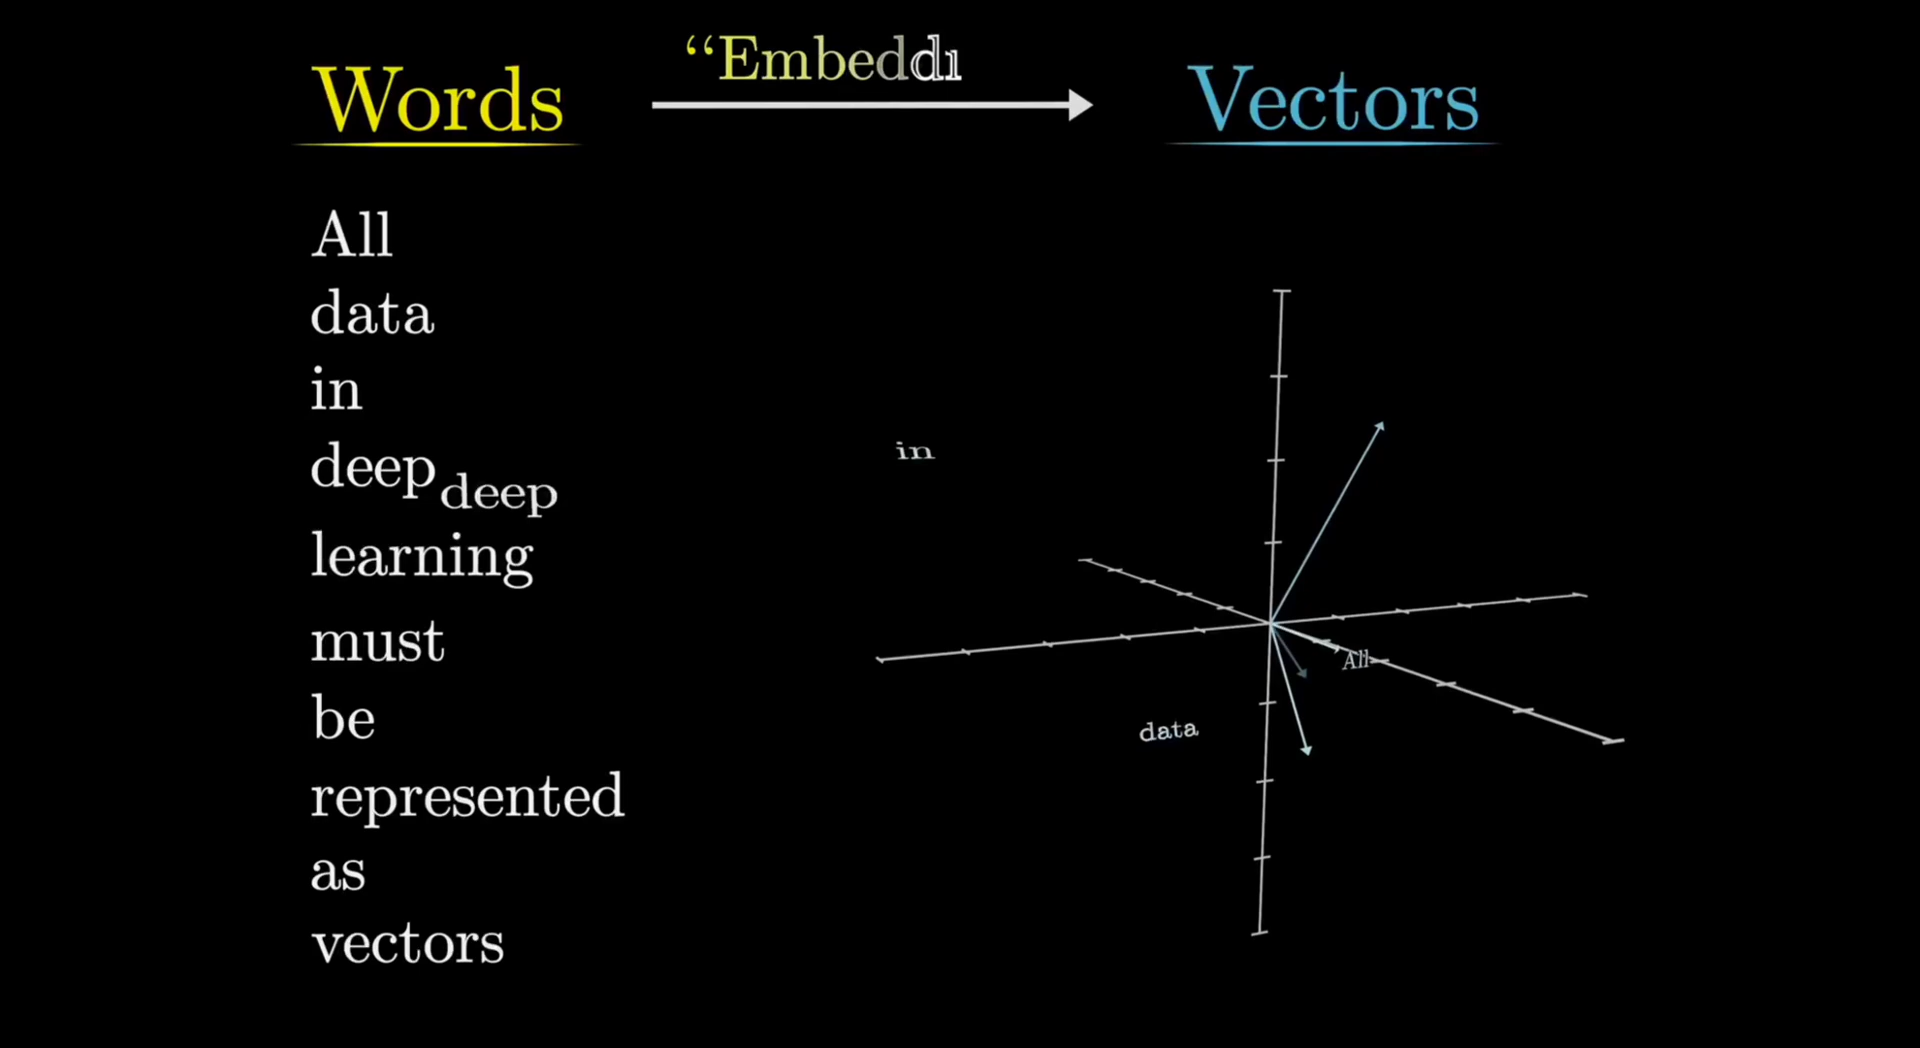 Words
“Embeddı
Vectors
All
data
in
deep
deep
learning
must
be
represented
as
vectors
in
All
data